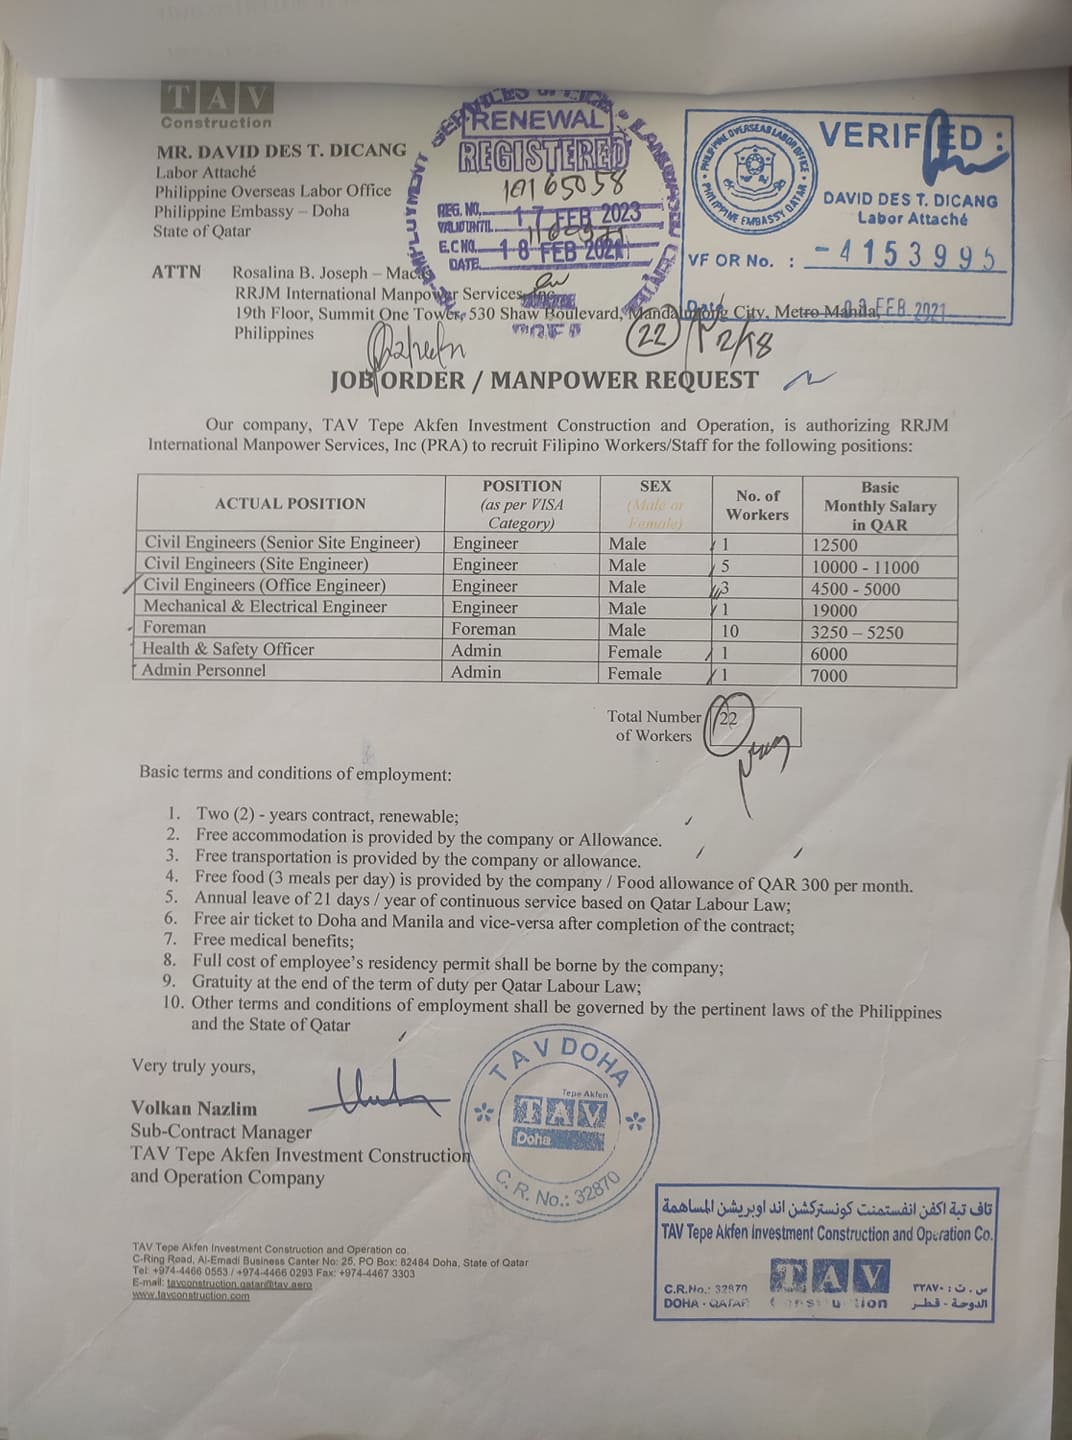 TAV
Construction
MR. DAVID DES T. DICANG
Labor Attaché
Philippine Overseas Labor Office
Philippine Embassy – Doha
State of Qatar
RENEWAL
REGISTERED
10165058
REG. NO.
VALID UNTIL 17 FEB 2023
E.C NO.
DATE 18 FEB 2021
PHILIPPINE OVERSEAS LABOR OFFICE
PHILIPPINE EMBASSY QATAR
VERIFIED :
DAVID DES T. DICANG
Labor Attaché
VF OR No. : - 4153995
Date FEB. 2021
ATTN Rosalina B. Joseph –
RRJM International Manpower Services, Inc.
19th Floor, Summit One Tower, 530 Shaw Boulevard, Mandaluyong City, Metro Manila,
Philippines
22 2/18
JOB ORDER / MANPOWER REQUEST
Our company, TAV Tepe Akfen Investment Construction and Operation, is authorizing RRJM
International Manpower Services, Inc (PRA) to recruit Filipino Workers/Staff for the following positions:
ACTUAL POSITION POSITION (as per VISA Category) SEX (Male or Female) No. of Workers Basic Monthly Salary in QAR
Civil Engineers (Senior Site Engineer) Engineer Male 1 12500
Civil Engineers (Site Engineer) Engineer Male 5 10000 - 11000
Civil Engineers (Office Engineer) Engineer Male 3 4500 - 5000
Mechanical & Electrical Engineer Engineer Male 1 19000
Foreman Foreman Male 10 3250 – 5250
Health & Safety Officer Admin Female 1 6000
Admin Personnel Admin Female 1 7000
Total Number 22
of Workers
Basic terms and conditions of employment:
1. Two (2) - years contract, renewable;
2. Free accommodation is provided by the company or Allowance.
3. Free transportation is provided by the company or allowance.
4. Free food (3 meals per day) is provided by the company / Food allowance of QAR 300 per month.
5. Annual leave of 21 days / year of continuous service based on Qatar Labour Law;
6. Free air ticket to Doha and Manila and vice-versa after completion of the contract;
7. Free medical benefits;
8. Full cost of employee's residency permit shall be borne by the company;
9. Gratuity at the end of the term of duty per Qatar Labour Law;
10. Other terms and conditions of employment shall be governed by the pertinent laws of the Philippines
and the State of Qatar
Very truly yours,
Volkan Nazlim
Sub-Contract Manager
TAV Tepe Akfen Investment Construction
and Operation Company
TAV DOHA
Tepe Akfen
TAV
Doha
C. R. No.: 32870
TAV Tepe Akfen Investment Construction and Operation co.
C-Ring Road, Al-Emadi Business Canter No: 25, PO Box: 82484 Doha, State of Qatar
Tel: +974-4466 0553 / +974-4466 0293 Fax: +974-4467 3303
E-mail: tavconstruction.qatar@tav.aero
www.tavconstruction.com
تاف تبة اكفن انفستمنت كونستركشن اند اوبريشن المساهمة
TAV Tepe Akfen Investment Construction and Operation Co.
C.R.No.: 32870 TAV س . ت : ٣٢٨٧٠
DOHA - QATAR Construction الدوحة - قطر